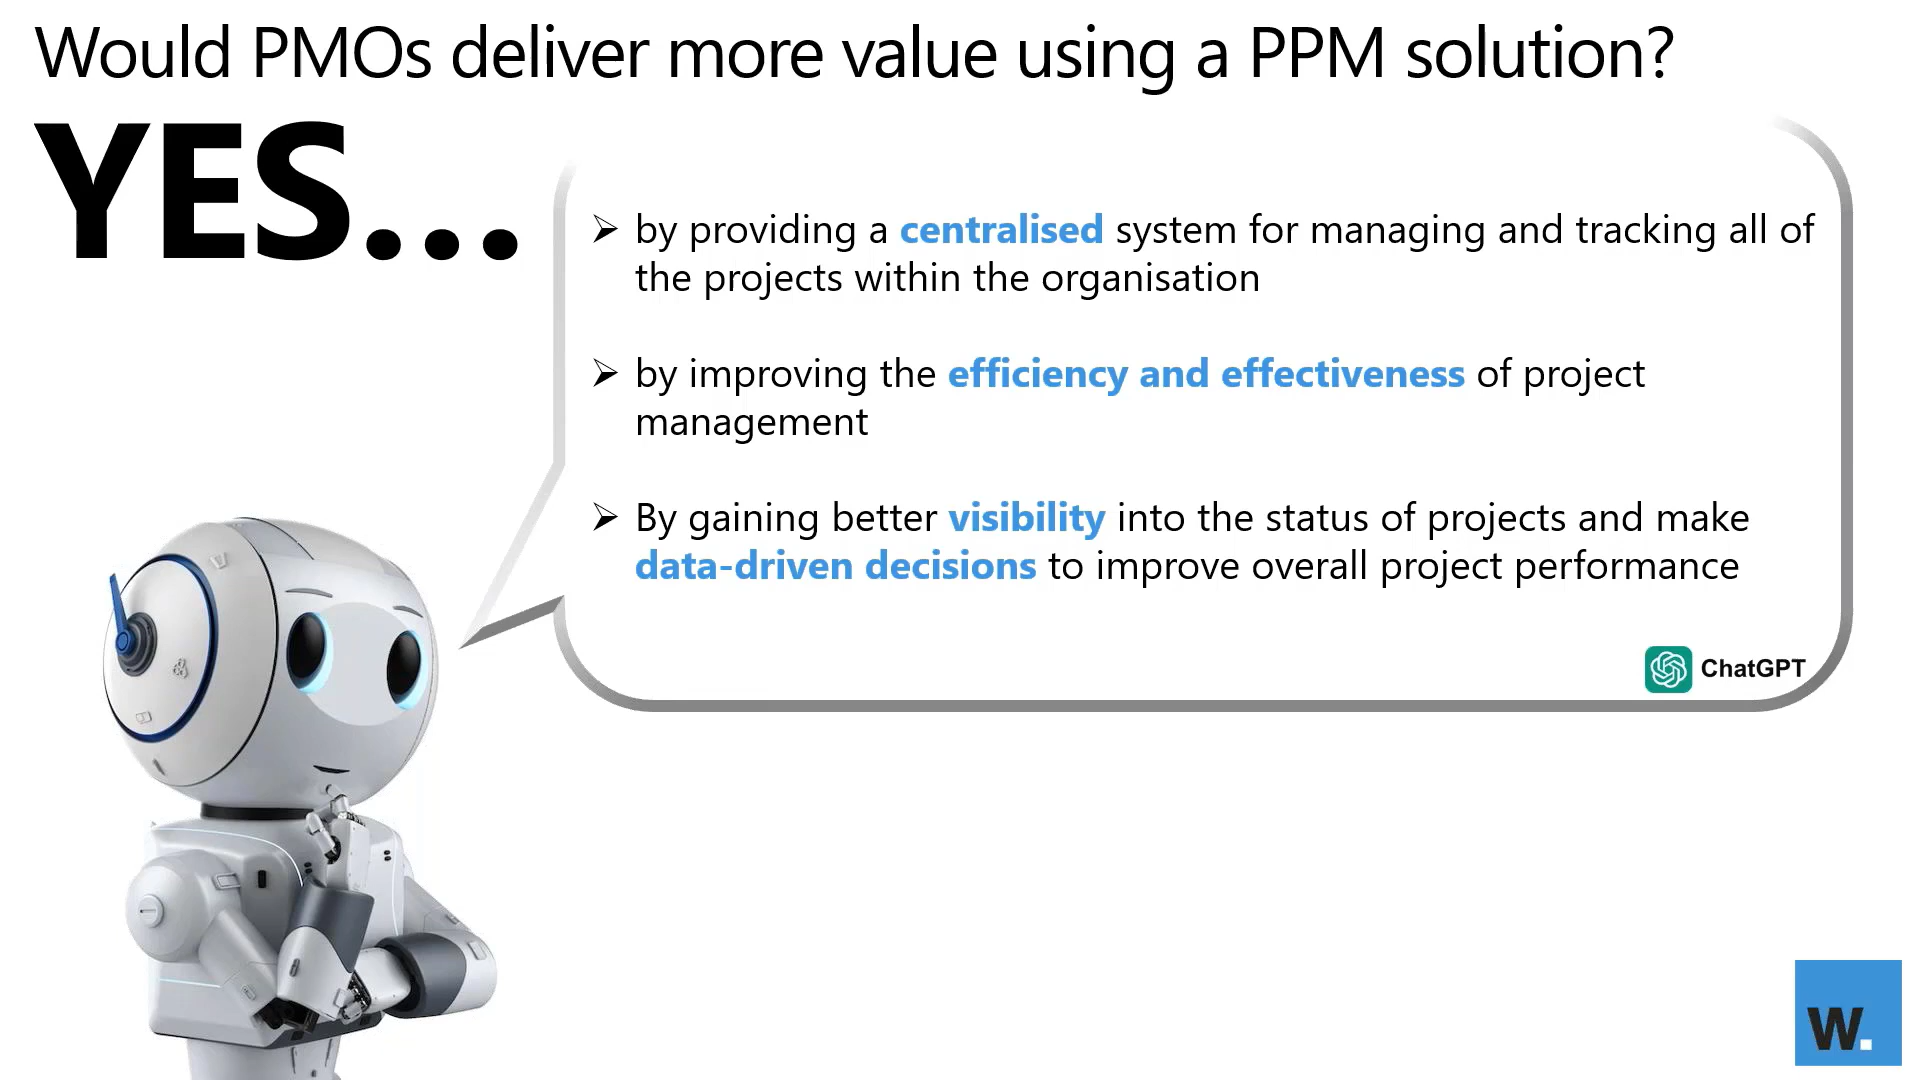 Would PMOs deliver more value using a PPM solution?
YES...
➢ by providing a centralised system for managing and tracking all of
the projects within the organisation
➢ by improving the efficiency and effectiveness of project
management
➢ By gaining better visibility into the status of projects and make
data-driven decisions to improve overall project performance
ChatGPT
W.